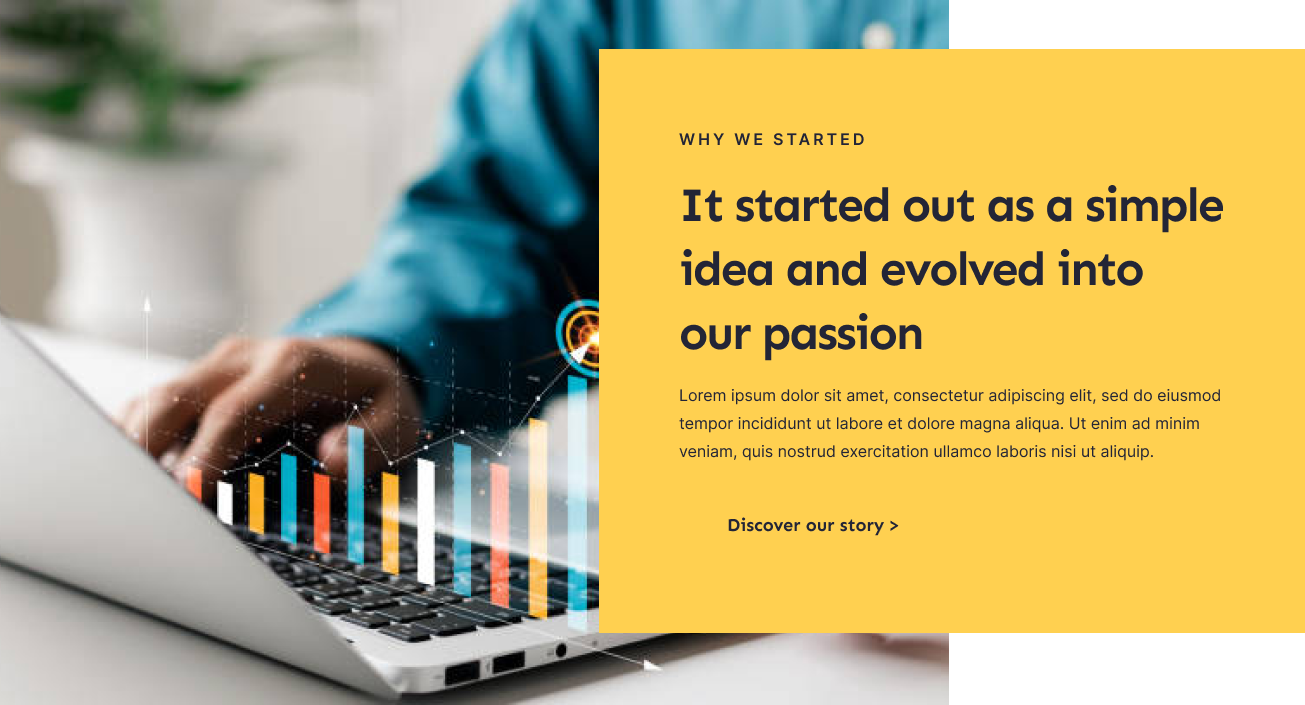 WHY WE STARTED
It started out as a simple
idea and evolved into
our passion
Lorem ipsum dolor sit amet, consectetur adipiscing elit, sed do eiusmod
tempor incididunt ut labore et dolore magna aliqua. Ut enim ad minim
veniam, quis nostrud exercitation ullamco laboris nisi ut aliquip.
Discover our story >